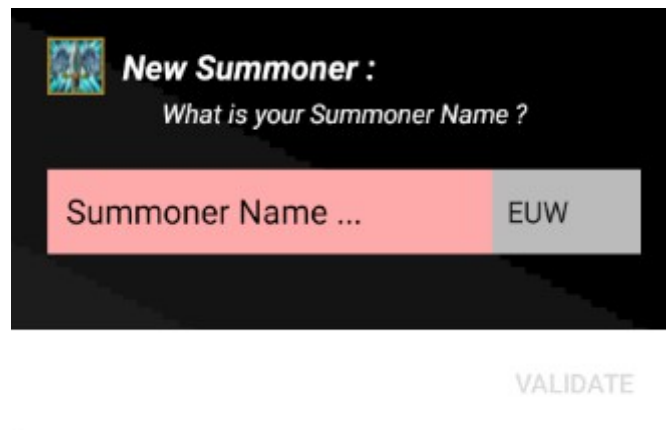 New Summoner :
What is your Summoner Name ?
Summoner Name ... EUW
VALIDATE